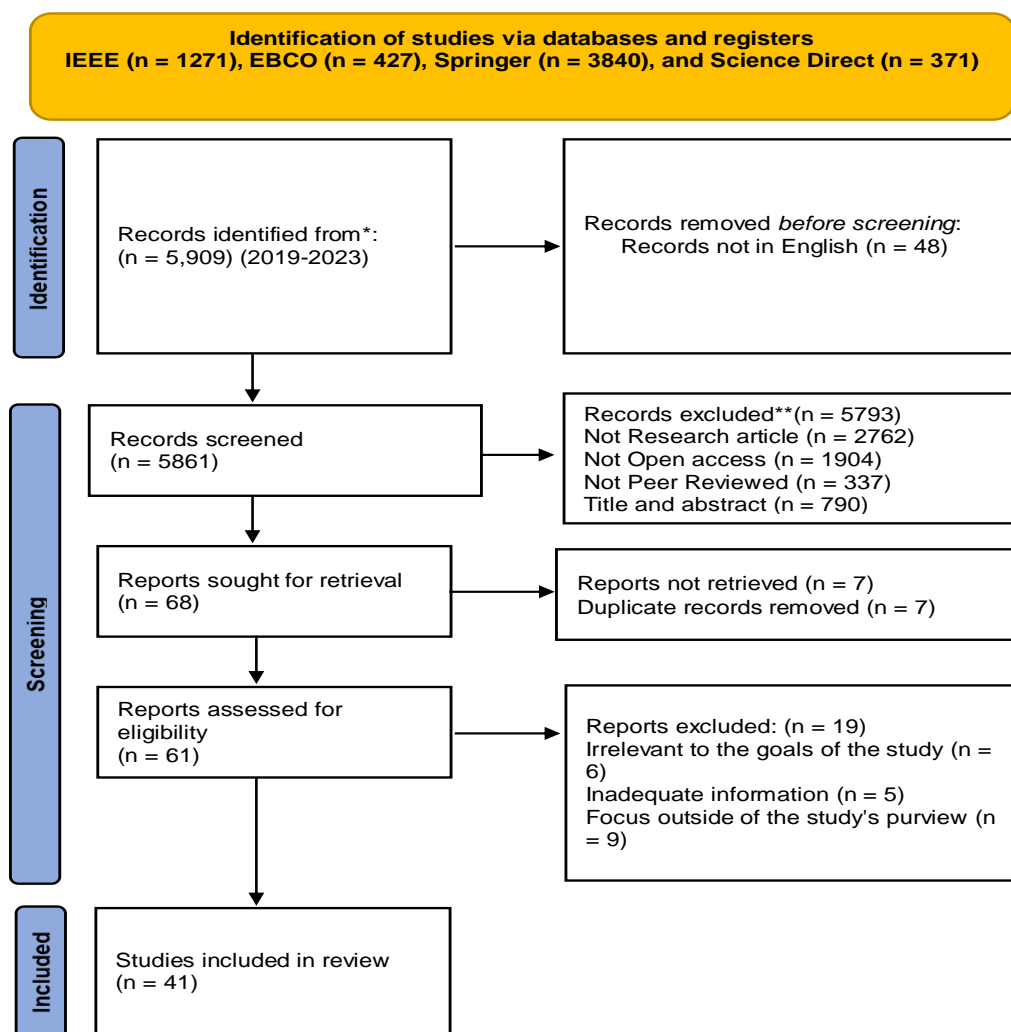 Identification of studies via databases and registers
IEEE (n = 1271), EBCO (n = 427), Springer (n = 3840), and Science Direct (n = 371)
Identification
Records identified from*:
(n = 5,909) (2019-2023)
Records removed before screening:
Records not in English (n = 48)
Screening
Records screened
(n = 5861)
Records excluded**(n = 5793)
Not Research article (n = 2762)
Not Open access (n = 1904)
Not Peer Reviewed (n = 337)
Title and abstract (n = 790)
Reports sought for retrieval
(n = 68)
Reports not retrieved (n = 7)
Duplicate records removed (n = 7)
Reports assessed for
eligibility
(n = 61)
Reports excluded: (n = 19)
Irrelevant to the goals of the study (n =
6)
Inadequate information (n = 5)
Focus outside of the study's purview (n
= 9)
Included
Studies included in review
(n = 41)